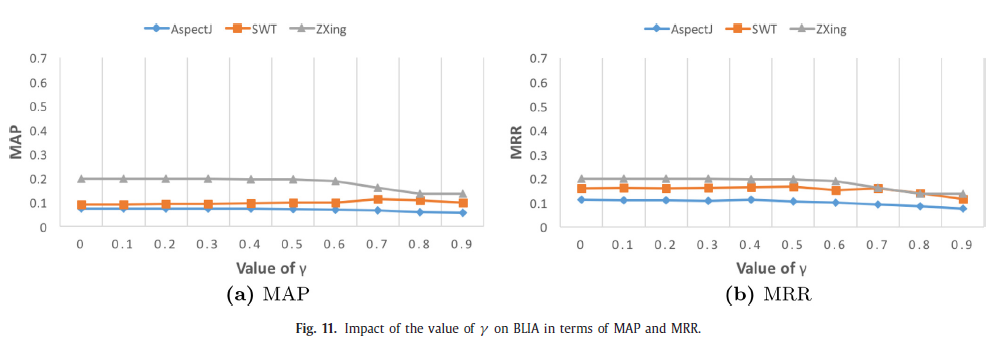 AspectJ SWT ZXing
MAP
0.7
0.6
0.5
0.4
0.3
0.2
0.1
0
0 0.1 0.2 0.3 0.4 0.5 0.6 0.7 0.8 0.9
Value of γ
(a) MAP
AspectJ SWT ZXing
MRR
0.7
0.6
0.5
0.4
0.3
0.2
0.1
0
0 0.1 0.2 0.3 0.4 0.5 0.6 0.7 0.8 0.9
Value of γ
(b) MRR
Fig. 11. Impact of the value of γ on BLIA in terms of MAP and MRR.